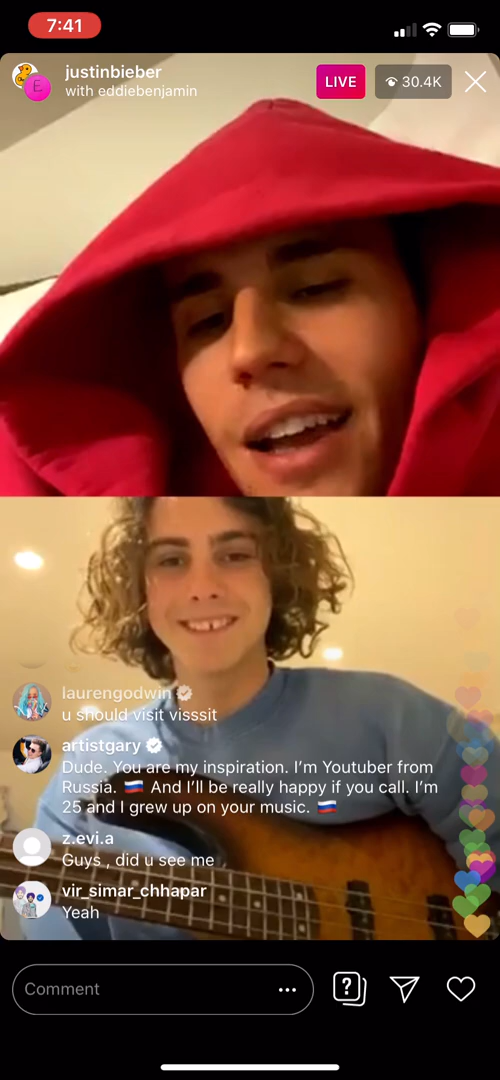 7:41
justinbieber
with eddiebenjamin
E
LIVE
30.4K
laurengodwin
u should visit visssit
artistgary
Dude. You are my inspiration. I’m Youtuber from
Russia. 🇷🇺 And I’ll be really happy if you call. I’m
25 and I grew up on your music. 🇷🇺
z.evi.a
Guys , did u see me
vir_simar_chhapar
Yeah
Comment
?